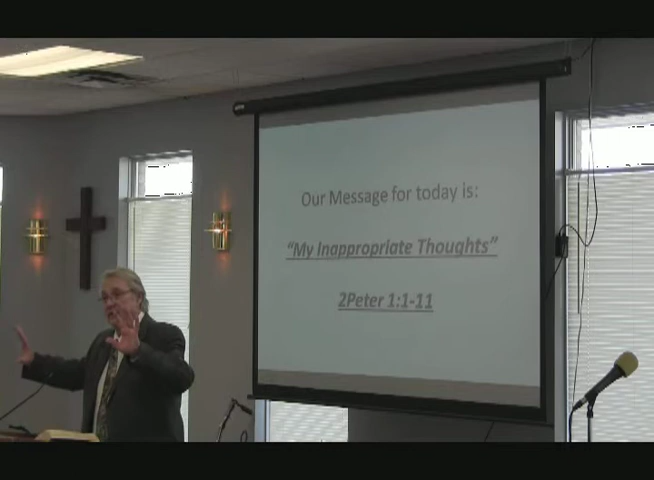 Our Message for today is:
“My Inappropriate Thoughts”
2Peter 1:1-11